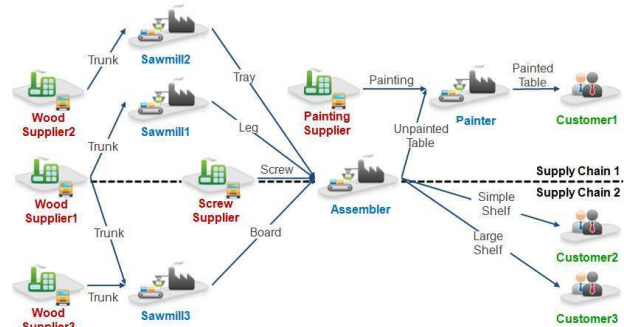 Trunk
Sawmill2
Wood
Supplier2
Tray
Trunk
Sawmill1
Leg
Painting
Supplier
Painting
Painter
Painted
Table
Customer1
Unpainted
Table
Wood
Supplier1
Screw
Screw
Supplier
Assembler
Supply Chain 1
Supply Chain 2
Simple
Shelf
Customer2
Large
Shelf
Customer3
Trunk
Board
Trunk
Sawmill3
Wood
Supplier3